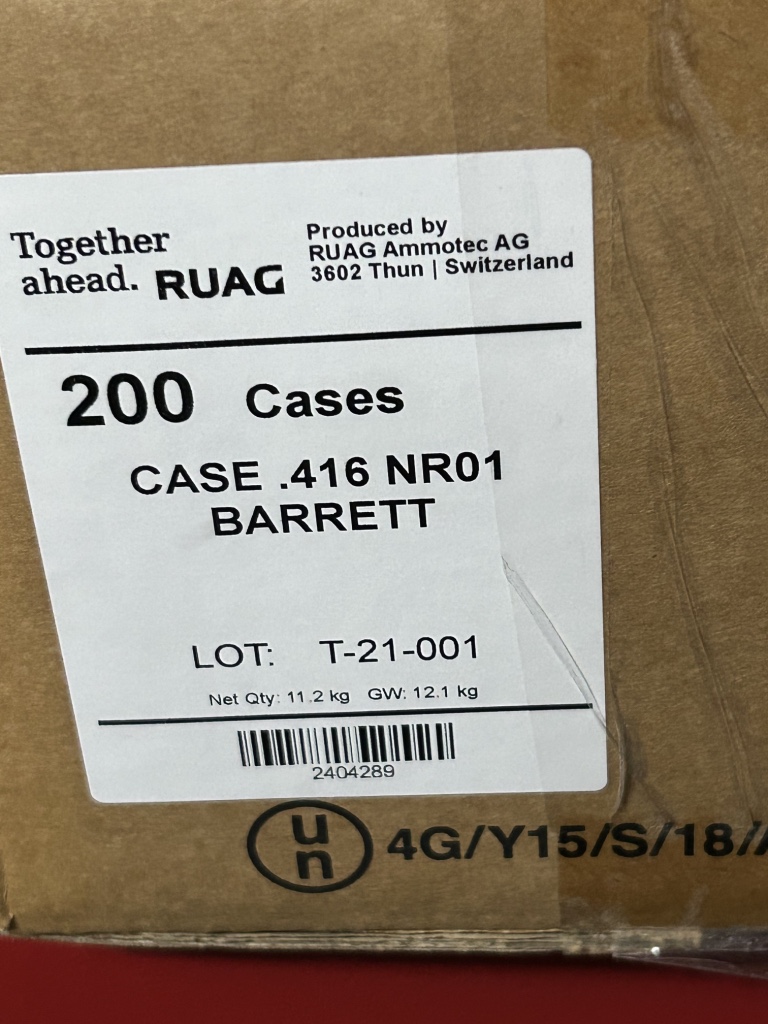 Together
ahead. RUAG
Produced by
RUAG Ammotec AG
3602 Thun | Switzerland
200 Cases
CASE .416 NR01
BARRETT
LOT: T-21-001
Net Qty: 11.2 kg GW: 12.1 kg
2404289
un 4G/Y15/S/18/